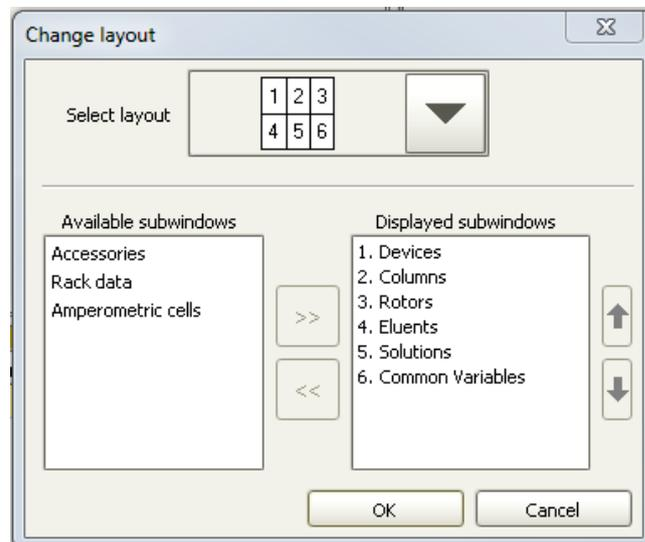 Change layout
Select layout
1 2 3
4 5 6
Available subwindows
Accessories
Rack data
Amperometric cells
>>
<<
Displayed subwindows
1. Devices
2. Columns
3. Rotors
4. Eluents
5. Solutions
6. Common Variables
OK
Cancel